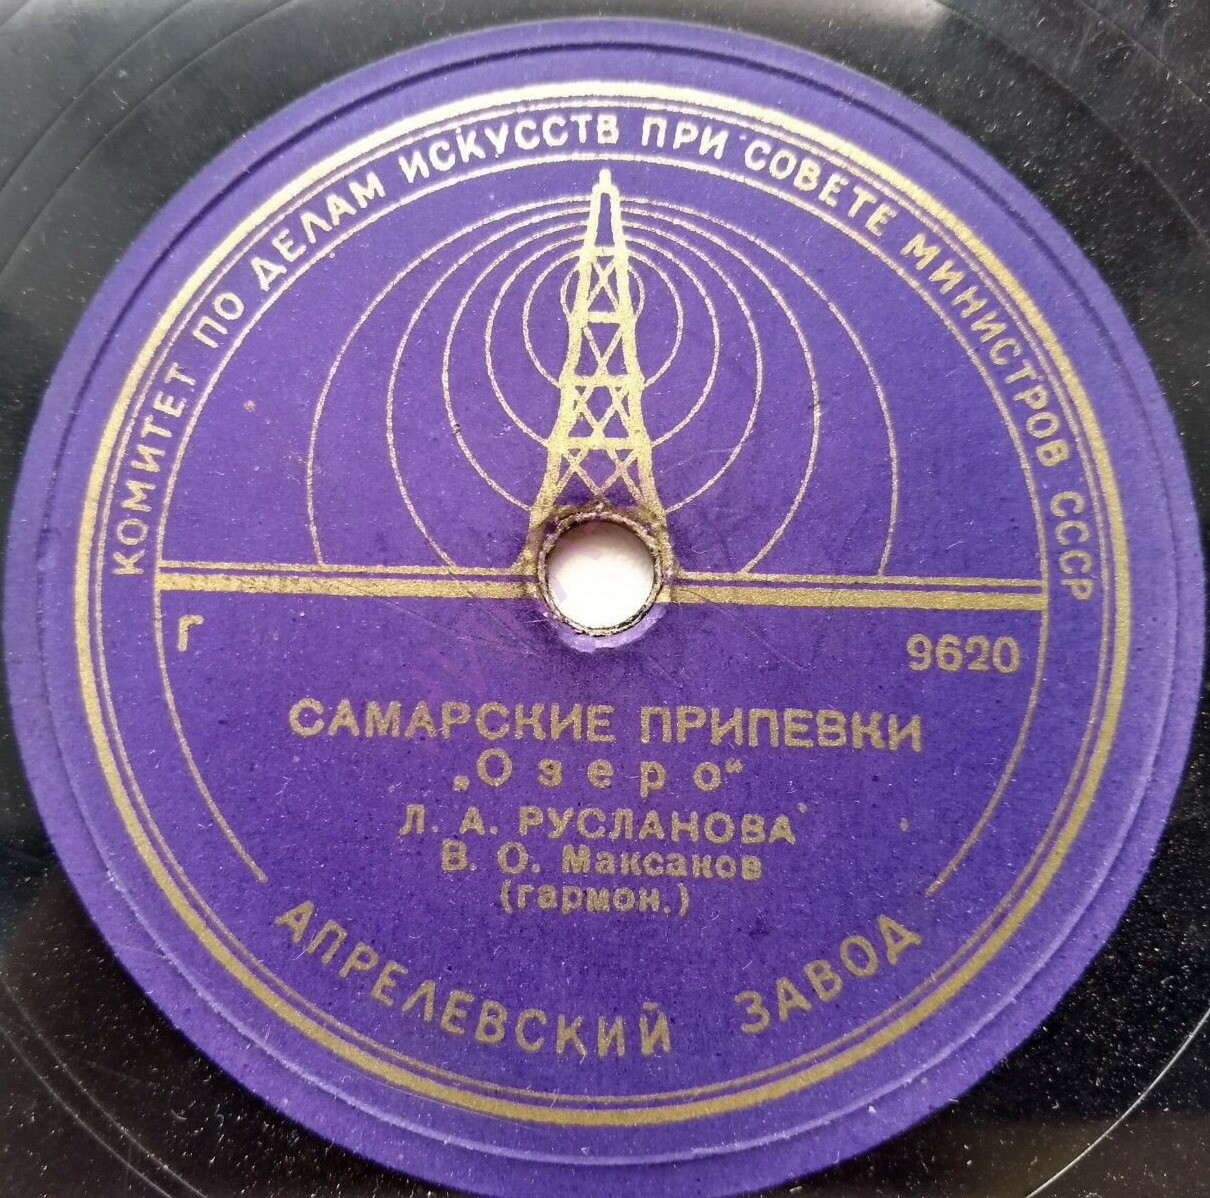 КОМИТЕТ ПО ДЕЛАМ ИСКУССТВ ПРИ СОВЕТЕ МИНИСТРОВ СССР
Г 9620
САМАРСКИЕ ПРИПЕВКИ
„Озеро“
Л. А. РУСЛАНОВА
В. О. Максаков
(гармон.)
АПРЕЛЕВСКИЙ ЗАВОД